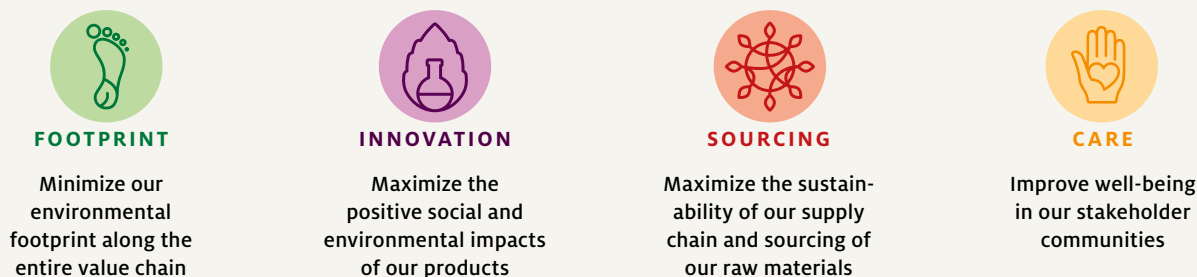 FOOTPRINT
Minimize our
environmental
footprint along the
entire value chain
INNOVATION
Maximize the
positive social and
environmental impacts
of our products
SOURCING
Maximize the sustain-
ability of our supply
chain and sourcing of
our raw materials
CARE
Improve well-being
in our stakeholder
communities